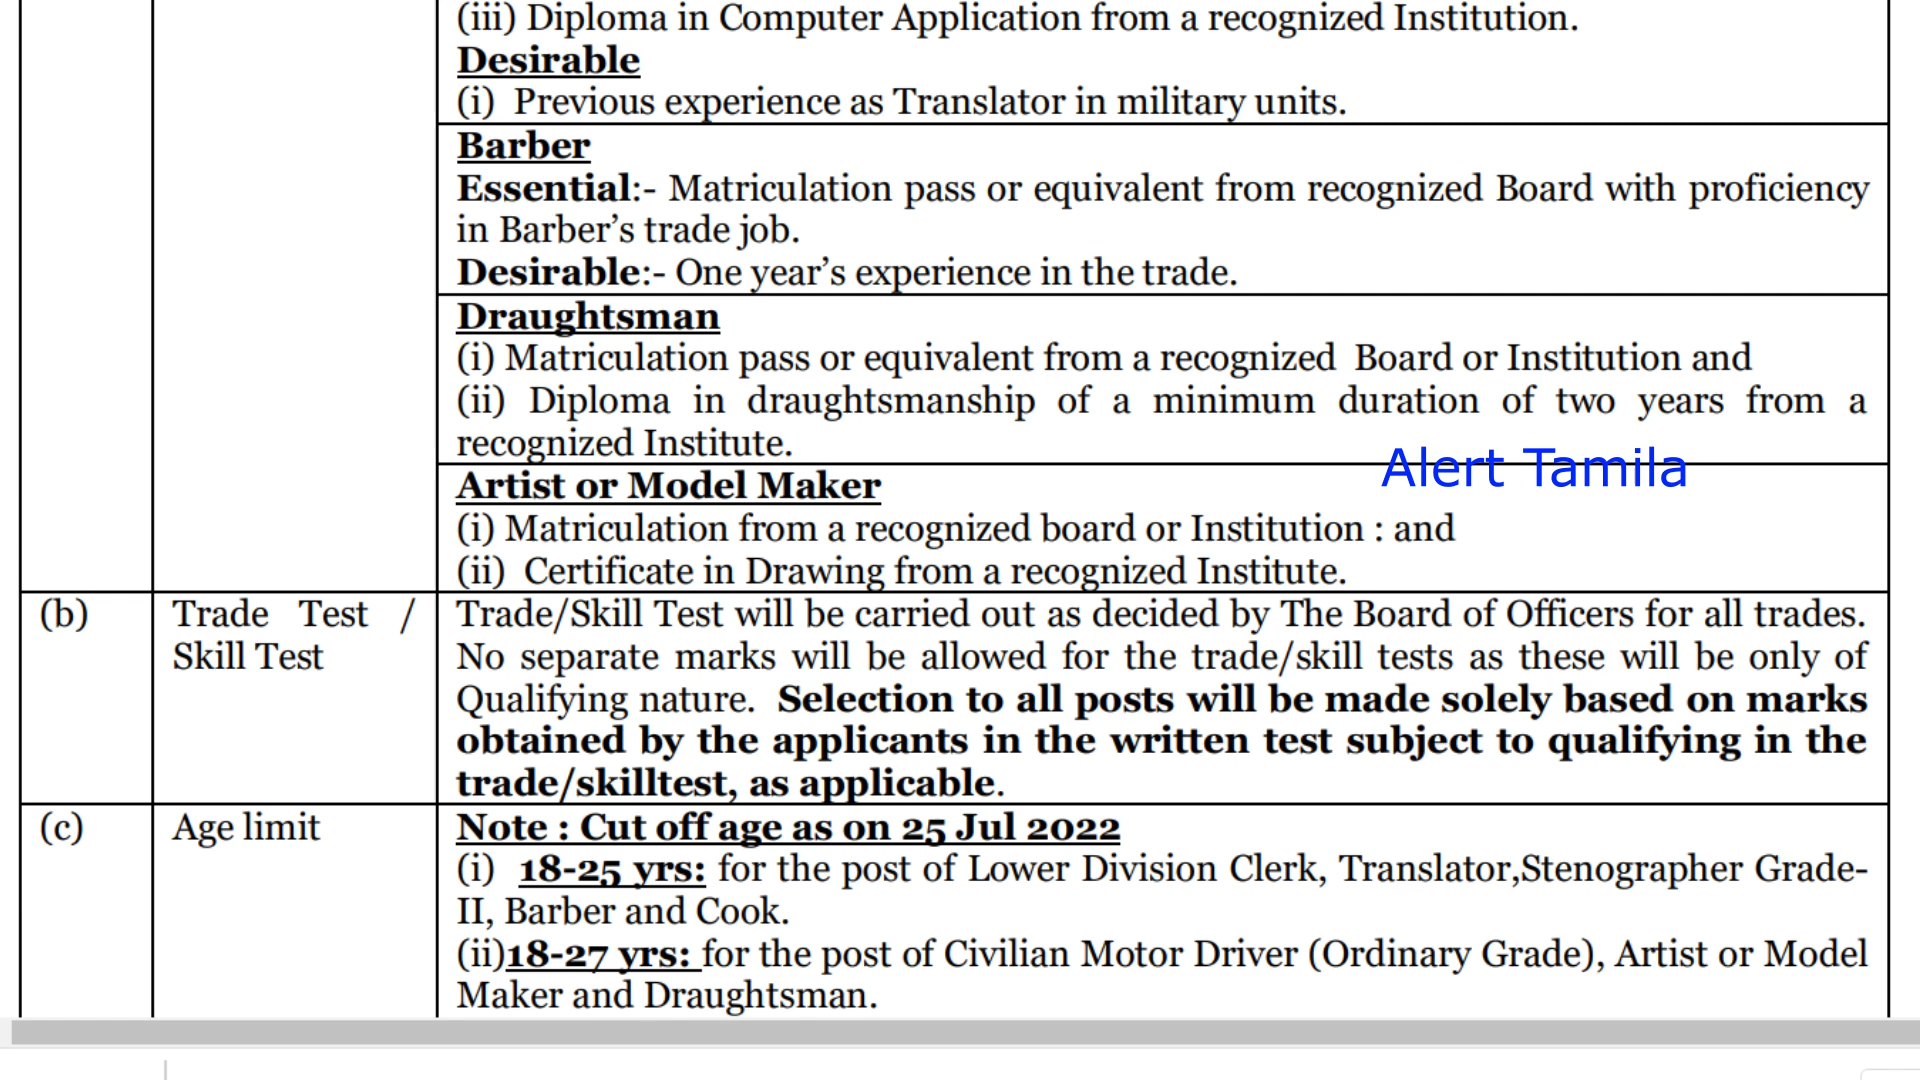 (iii) Diploma in Computer Application from a recognized Institution.
Desirable
(i) Previous experience as Translator in military units.
Barber
Essential:- Matriculation pass or equivalent from recognized Board with proficiency
in Barber’s trade job.
Desirable:- One year’s experience in the trade.
Draughtsman
(i) Matriculation pass or equivalent from a recognized Board or Institution and
(ii) Diploma in draughtsmanship of a minimum duration of two years from a
recognized Institute.
Alert Tamila
Artist or Model Maker
(i) Matriculation from a recognized board or Institution : and
(ii) Certificate in Drawing from a recognized Institute.
(b) Trade Test / Trade/Skill Test will be carried out as decided by The Board of Officers for all trades.
Skill Test No separate marks will be allowed for the trade/skill tests as these will be only of
Qualifying nature. Selection to all posts will be made solely based on marks
obtained by the applicants in the written test subject to qualifying in the
trade/skilltest, as applicable.
(c) Age limit Note : Cut off age as on 25 Jul 2022
(i) 18-25 yrs: for the post of Lower Division Clerk, Translator,Stenographer Grade-
II, Barber and Cook.
(ii)18-27 yrs: for the post of Civilian Motor Driver (Ordinary Grade), Artist or Model
Maker and Draughtsman.